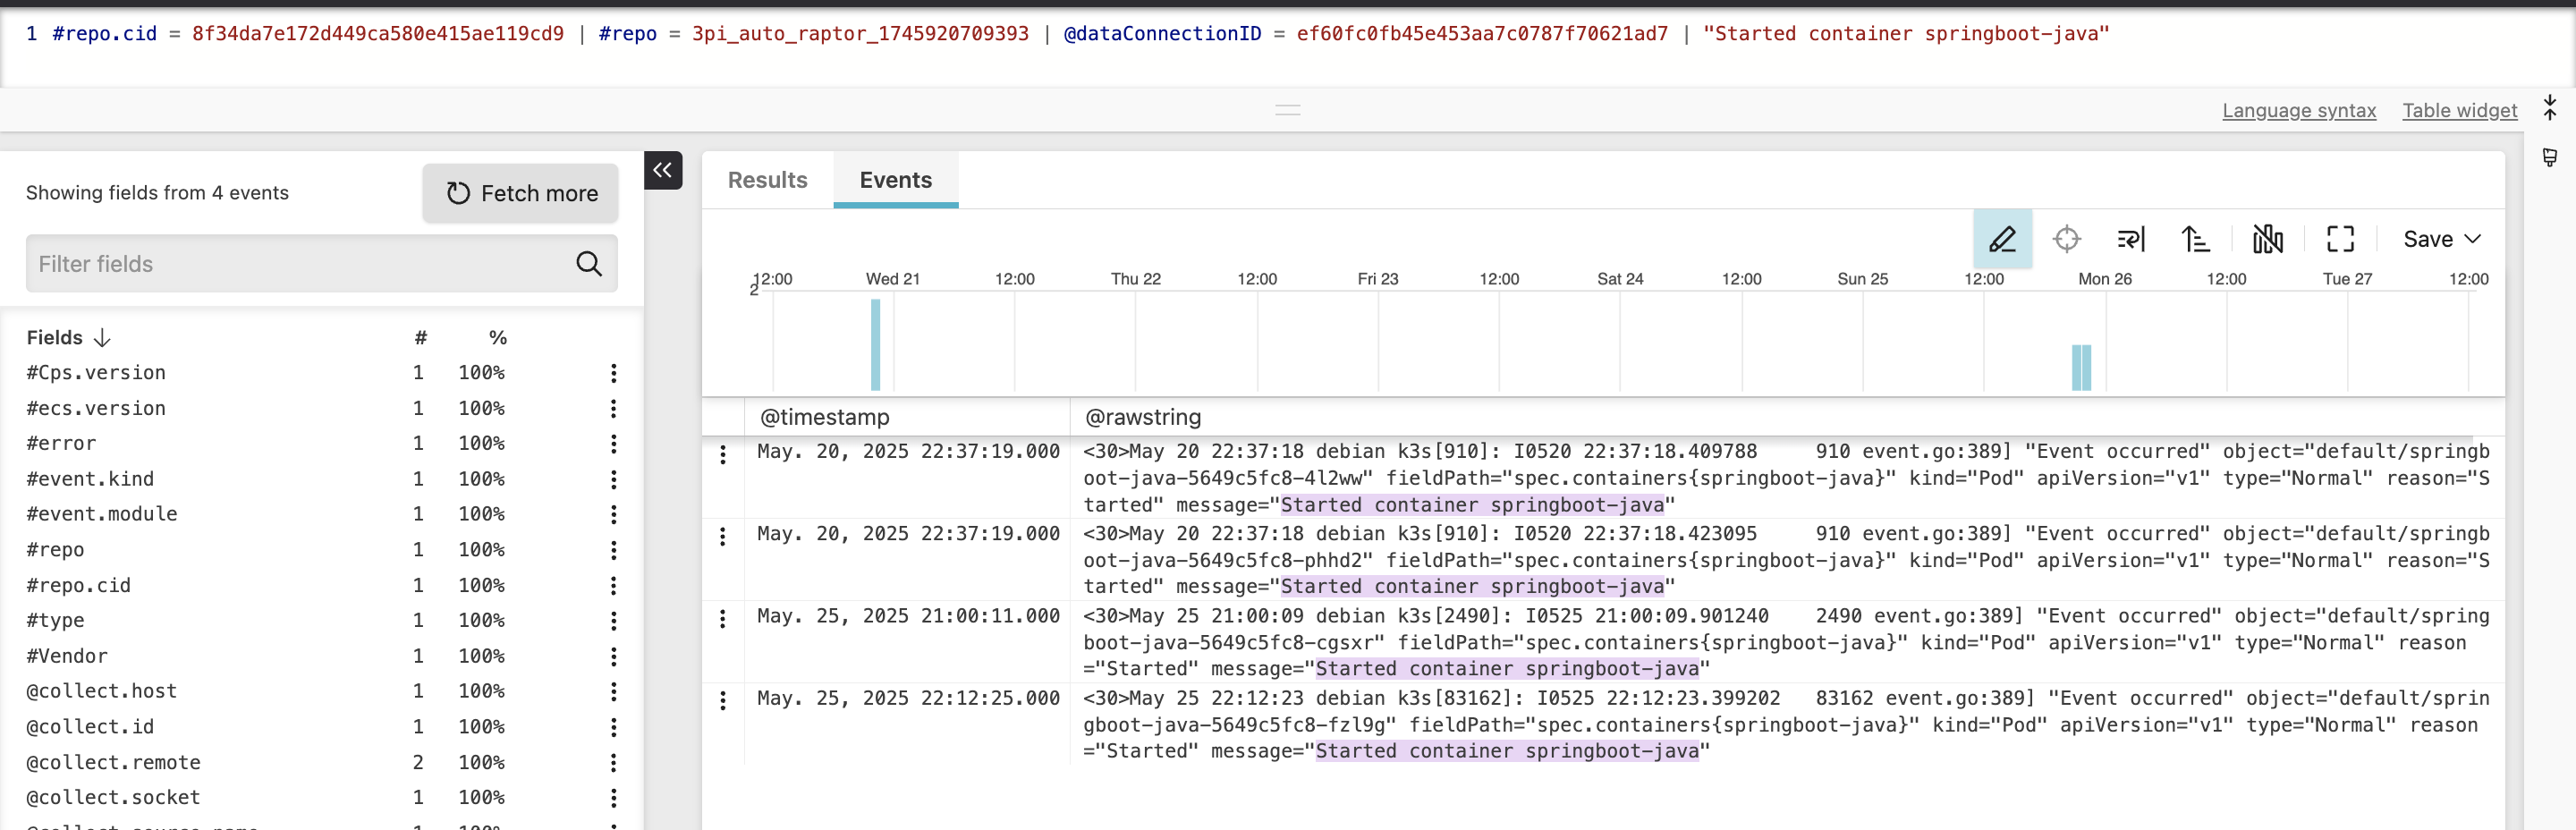 1 #repo.cid = 8f34da7e172d449ca580e415ae119cd9 | #repo = 3pi_auto_raptor_1745920709393 | @dataConnectionID = ef60fc0fb45e453aa7c0787f70621ad7 | "Started container springboot-java"
Language syntax Table widget
Showing fields from 4 events
Fetch more
Filter fields
Fields # %
#Cps.version 1 100%
#ecs.version 1 100%
#error 1 100%
#event.kind 1 100%
#event.module 1 100%
#repo 1 100%
#repo.cid 1 100%
#type 1 100%
#Vendor 1 100%
@collect.host 1 100%
@collect.id 1 100%
@collect.remote 2 100%
@collect.socket 1 100%
Results Events
Save
12:00 Wed 21 12:00 Thu 22 12:00 Fri 23 12:00 Sat 24 12:00 Sun 25 12:00 Mon 26 12:00 Tue 27 12:00
2
@timestamp @rawstring
May. 20, 2025 22:37:19.000 <30>May 20 22:37:18 debian k3s[910]: I0520 22:37:18.409788 910 event.go:389] "Event occurred" object="default/springb
oot-java-5649c5fc8-4l2ww" fieldPath="spec.containers{springboot-java}" kind="Pod" apiVersion="v1" type="Normal" reason="S
tarted" message="Started container springboot-java"
May. 20, 2025 22:37:19.000 <30>May 20 22:37:18 debian k3s[910]: I0520 22:37:18.423095 910 event.go:389] "Event occurred" object="default/springb
oot-java-5649c5fc8-phhd2" fieldPath="spec.containers{springboot-java}" kind="Pod" apiVersion="v1" type="Normal" reason="S
tarted" message="Started container springboot-java"
May. 25, 2025 21:00:11.000 <30>May 25 21:00:09 debian k3s[2490]: I0525 21:00:09.901240 2490 event.go:389] "Event occurred" object="default/spring
boot-java-5649c5fc8-cgsxr" fieldPath="spec.containers{springboot-java}" kind="Pod" apiVersion="v1" type="Normal" reason
="Started" message="Started container springboot-java"
May. 25, 2025 22:12:25.000 <30>May 25 22:12:23 debian k3s[83162]: I0525 22:12:23.399202 83162 event.go:389] "Event occurred" object="default/sprin
gboot-java-5649c5fc8-fzl9g" fieldPath="spec.containers{springboot-java}" kind="Pod" apiVersion="v1" type="Normal" reason
="Started" message="Started container springboot-java"